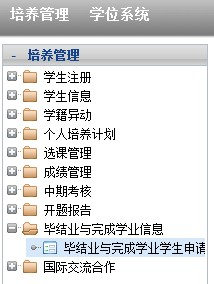 培养管理 学位系统
- 培养管理
学生注册
学生信息
学籍异动
个人培养计划
选课管理
成绩管理
中期考核
开题报告
毕结业与完成学业信息
毕结业与完成学业学生申请
国际交流合作